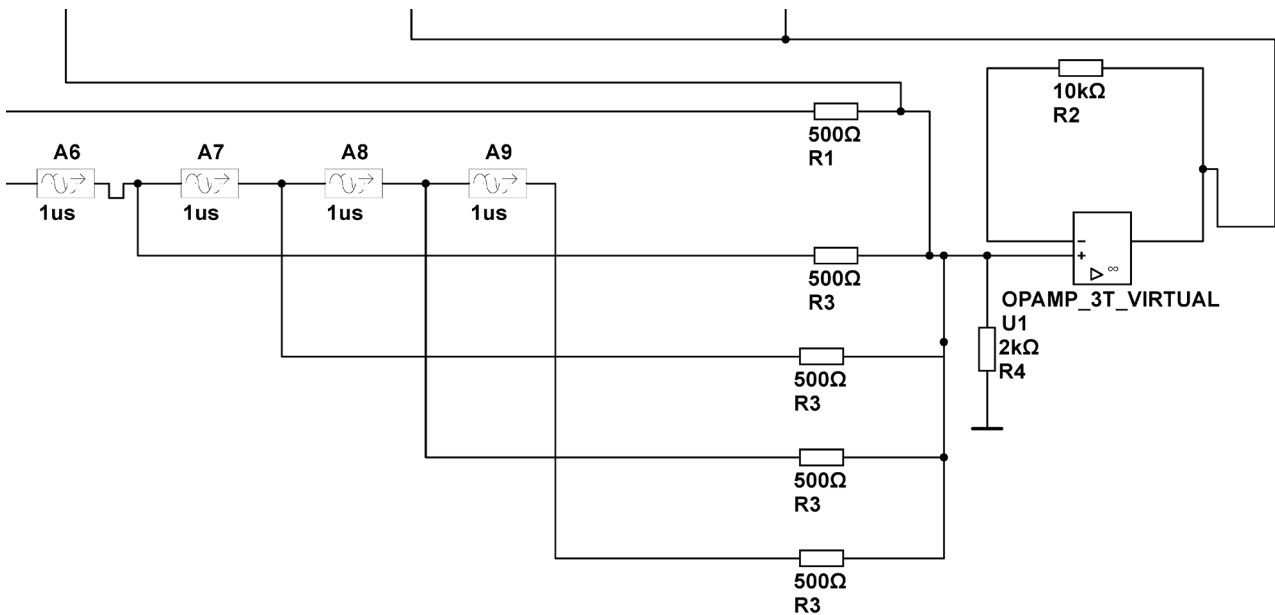 10kΩ
R2
500Ω
R1
A6
A7
A8
A9
1us
1us
1us
1us
500Ω
R3
−
+
∞
OPAMP_3T_VIRTUAL
U1
2kΩ
R4
500Ω
R3
500Ω
R3
500Ω
R3